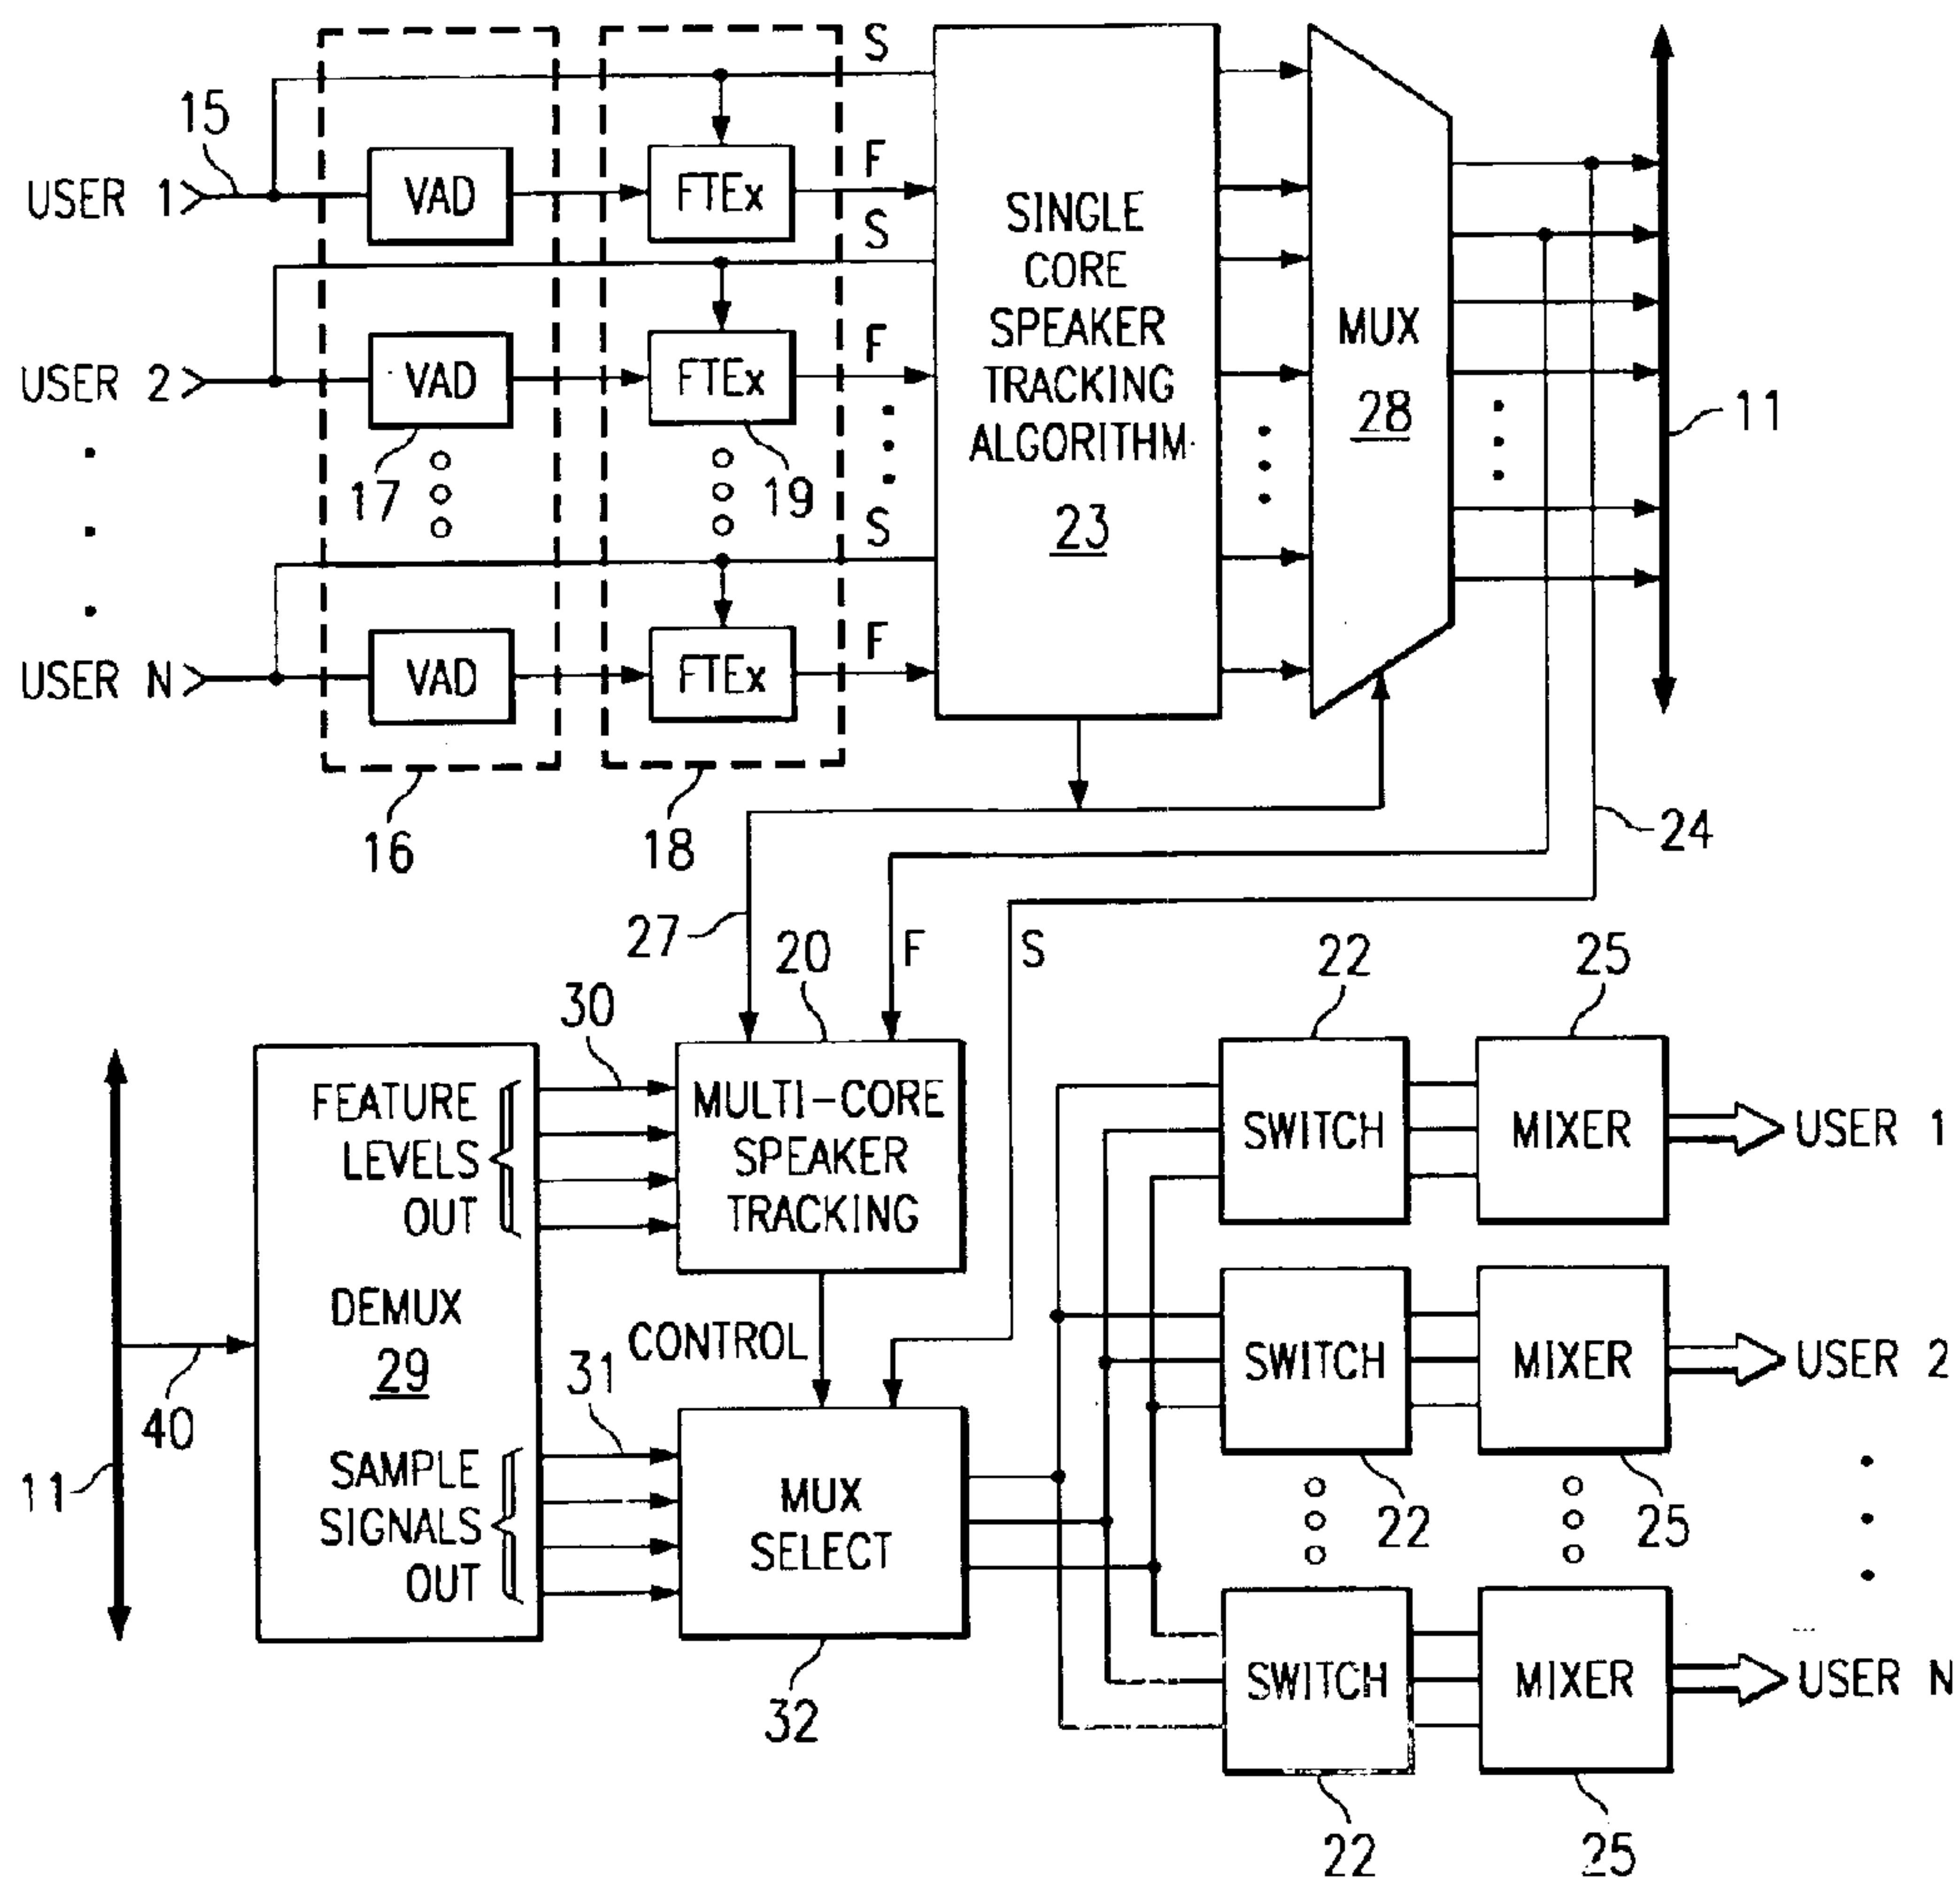 S
15
F
USER 1
VAD
FTEx
S
SINGLE
CORE
SPEAKER
TRACKING
ALGORITHM
23
MUX
28
11
F
USER 2
VAD
FTEx
17
19
S
F
USER N
VAD
FTEx
16
18
24
27
F
S
20
30
22
25
FEATURE
LEVELS
OUT
MULTI-CORE
SPEAKER
TRACKING
SWITCH
MIXER
USER 1
DEMUX
29
CONTROL
SWITCH
MIXER
USER 2
40
31
11
SAMPLE
SIGNALS
OUT
MUX
SELECT
22
25
32
SWITCH
MIXER
USER N
22
25